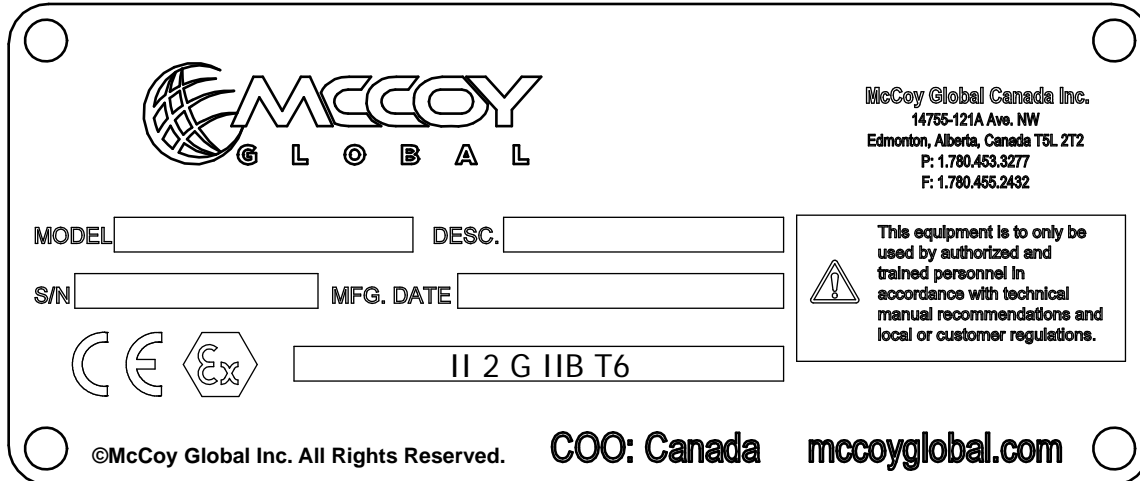 MCCOY
GLOBAL
McCoy Global Canada Inc.
14755-121A Ave. NW
Edmonton, Alberta, Canada T5L 2T2
P: 1.780.453.3277
F: 1.780.455.2432
MODEL
DESC.
S/N
MFG. DATE
This equipment is to only be
used by authorized and
trained personnel in
accordance with technical
manual recommendations and
local or customer regulations.
CE Ex
II 2 G IIB T6
©McCoy Global Inc. All Rights Reserved.
COO: Canada
mccoyglobal.com